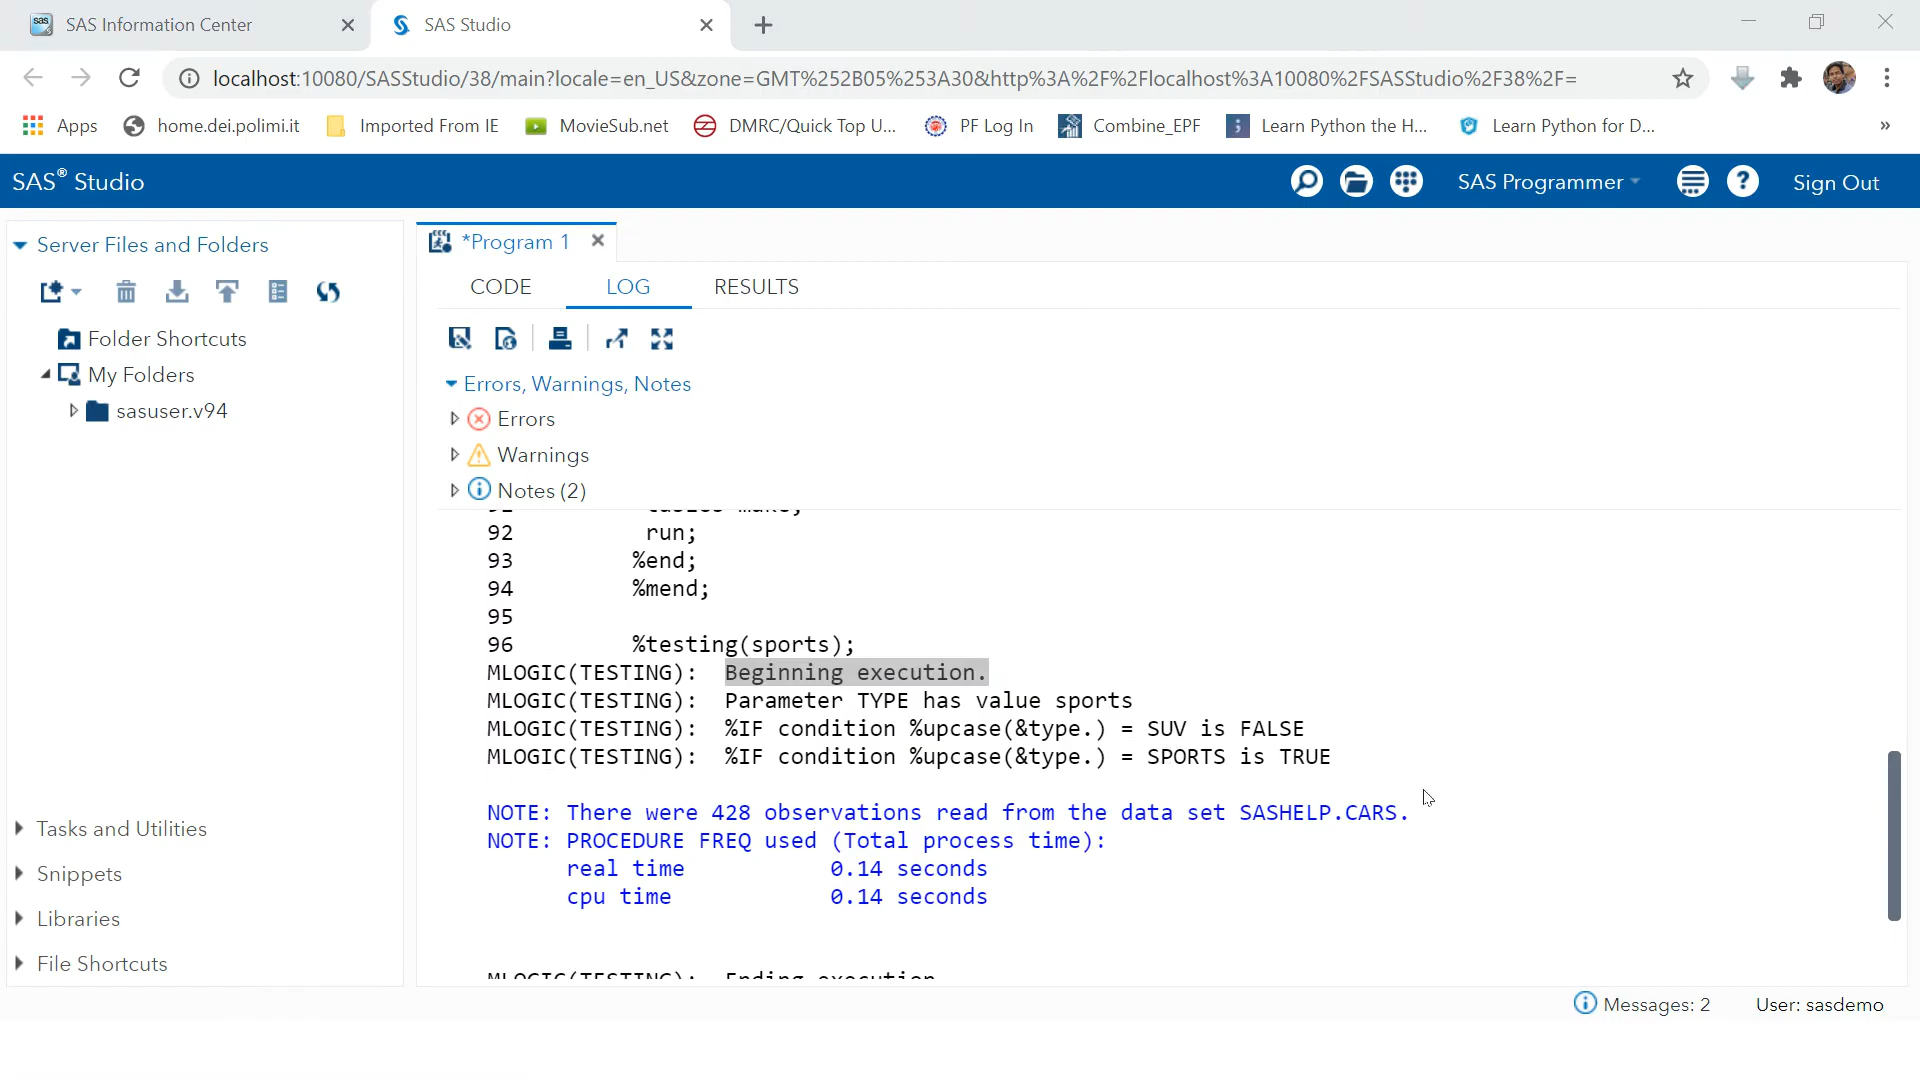 SAS Information Center
SAS Studio
localhost:10080/SASStudio/38/main?locale=en_US&zone=GMT%252B05%253A30&http%3A%2F%2Flocalhost%3A10080%2FSASStudio%2F38%2F=
Apps
home.dei.polimi.it
Imported From IE
MovieSub.net
DMRC/Quick Top U...
PF Log In
Combine_EPF
Learn Python the H...
Learn Python for D...
»
SAS® Studio
SAS Programmer
Sign Out
Server Files and Folders
Folder Shortcuts
My Folders
sasuser.v94
Tasks and Utilities
Snippets
Libraries
File Shortcuts
*Program 1
CODE LOG RESULTS
Errors, Warnings, Notes
Errors
Warnings
Notes (2)
92 run;
93 %end;
94 %mend;
95
96 %testing(sports);
MLOGIC(TESTING): Beginning execution.
MLOGIC(TESTING): Parameter TYPE has value sports
MLOGIC(TESTING): %IF condition %upcase(&type.) = SUV is FALSE
MLOGIC(TESTING): %IF condition %upcase(&type.) = SPORTS is TRUE
NOTE: There were 428 observations read from the data set SASHELP.CARS.
NOTE: PROCEDURE FREQ used (Total process time):
real time 0.14 seconds
cpu time 0.14 seconds
MLOGIC(TESTING): Ending execution
Messages: 2
User: sasdemo